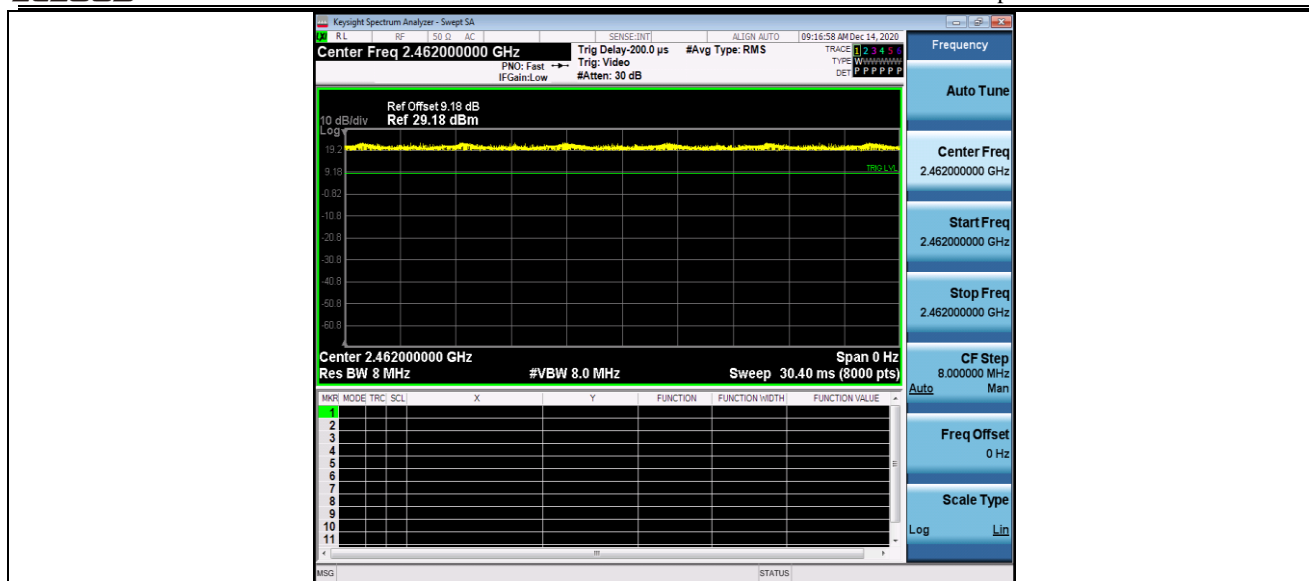 Keysight Spectrum Analyzer - Swept SA
RL RF 50 Ω AC SENSE:INT ALIGN AUTO 09:16:58 AM Dec 14, 2020
Center Freq 2.462000000 GHz
PNO: Fast
IFGain:Low
Trig Delay-200.0 µs
Trig: Video
#Atten: 30 dB
#Avg Type: RMS
TRACE 1 2 3 4 5 6
TYPE WWWWWW
DET P P P P P P
Ref Offset 9.18 dB
10 dB/div Ref 29.18 dBm
Log
19.2
9.18
TRIG LVL
-0.82
-10.8
-20.8
-30.8
-40.8
-50.8
-60.8
Center 2.462000000 GHz Span 0 Hz
Res BW 8 MHz #VBW 8.0 MHz Sweep 30.40 ms (8000 pts)
MKR MODE TRC SCL X Y FUNCTION FUNCTION WIDTH FUNCTION VALUE
1
2
3
4
5
6
7
8
9
10
11
MSG STATUS
Frequency
Auto Tune
Center Freq
2.462000000 GHz
Start Freq
2.462000000 GHz
Stop Freq
2.462000000 GHz
CF Step
8.000000 MHz
Auto Man
Freq Offset
0 Hz
Scale Type
Log Lin